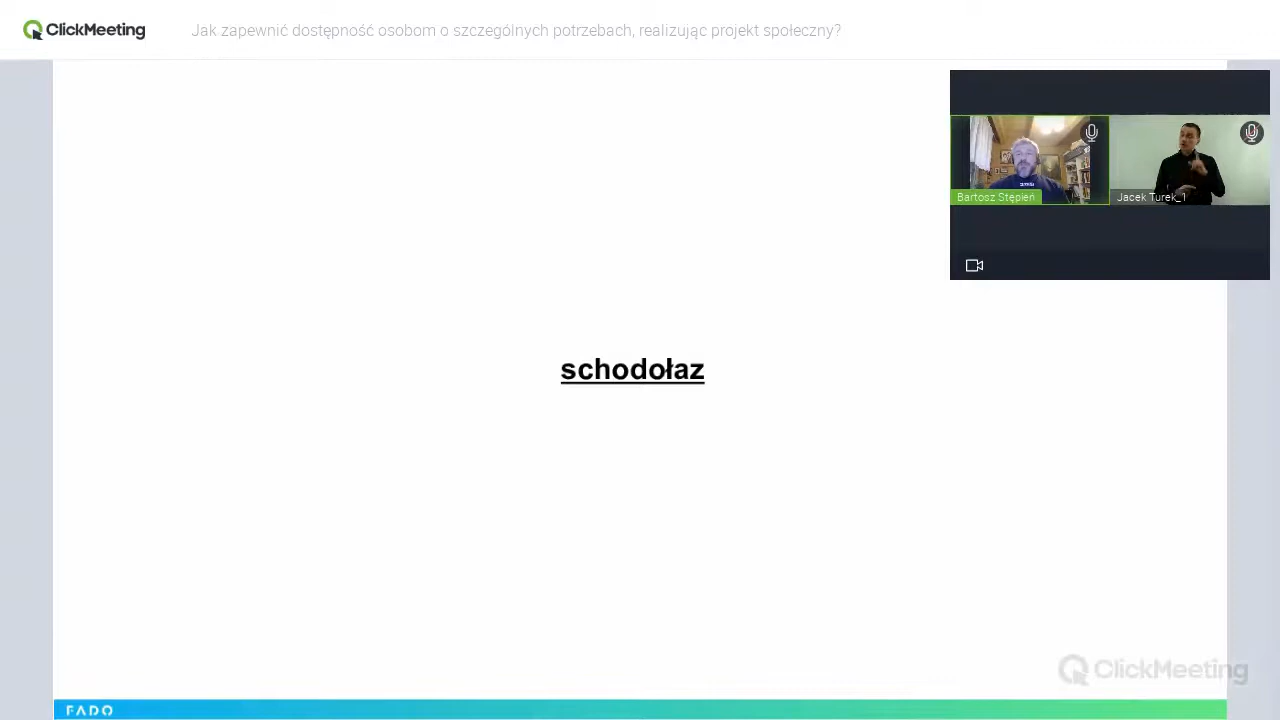 ClickMeeting
Jak zapewnić dostępność osobom o szczególnych potrzebach, realizując projekt społeczny?
Bartosz Stępień
Jacek Turek_1
schodołaz
ClickMeeting
FADO